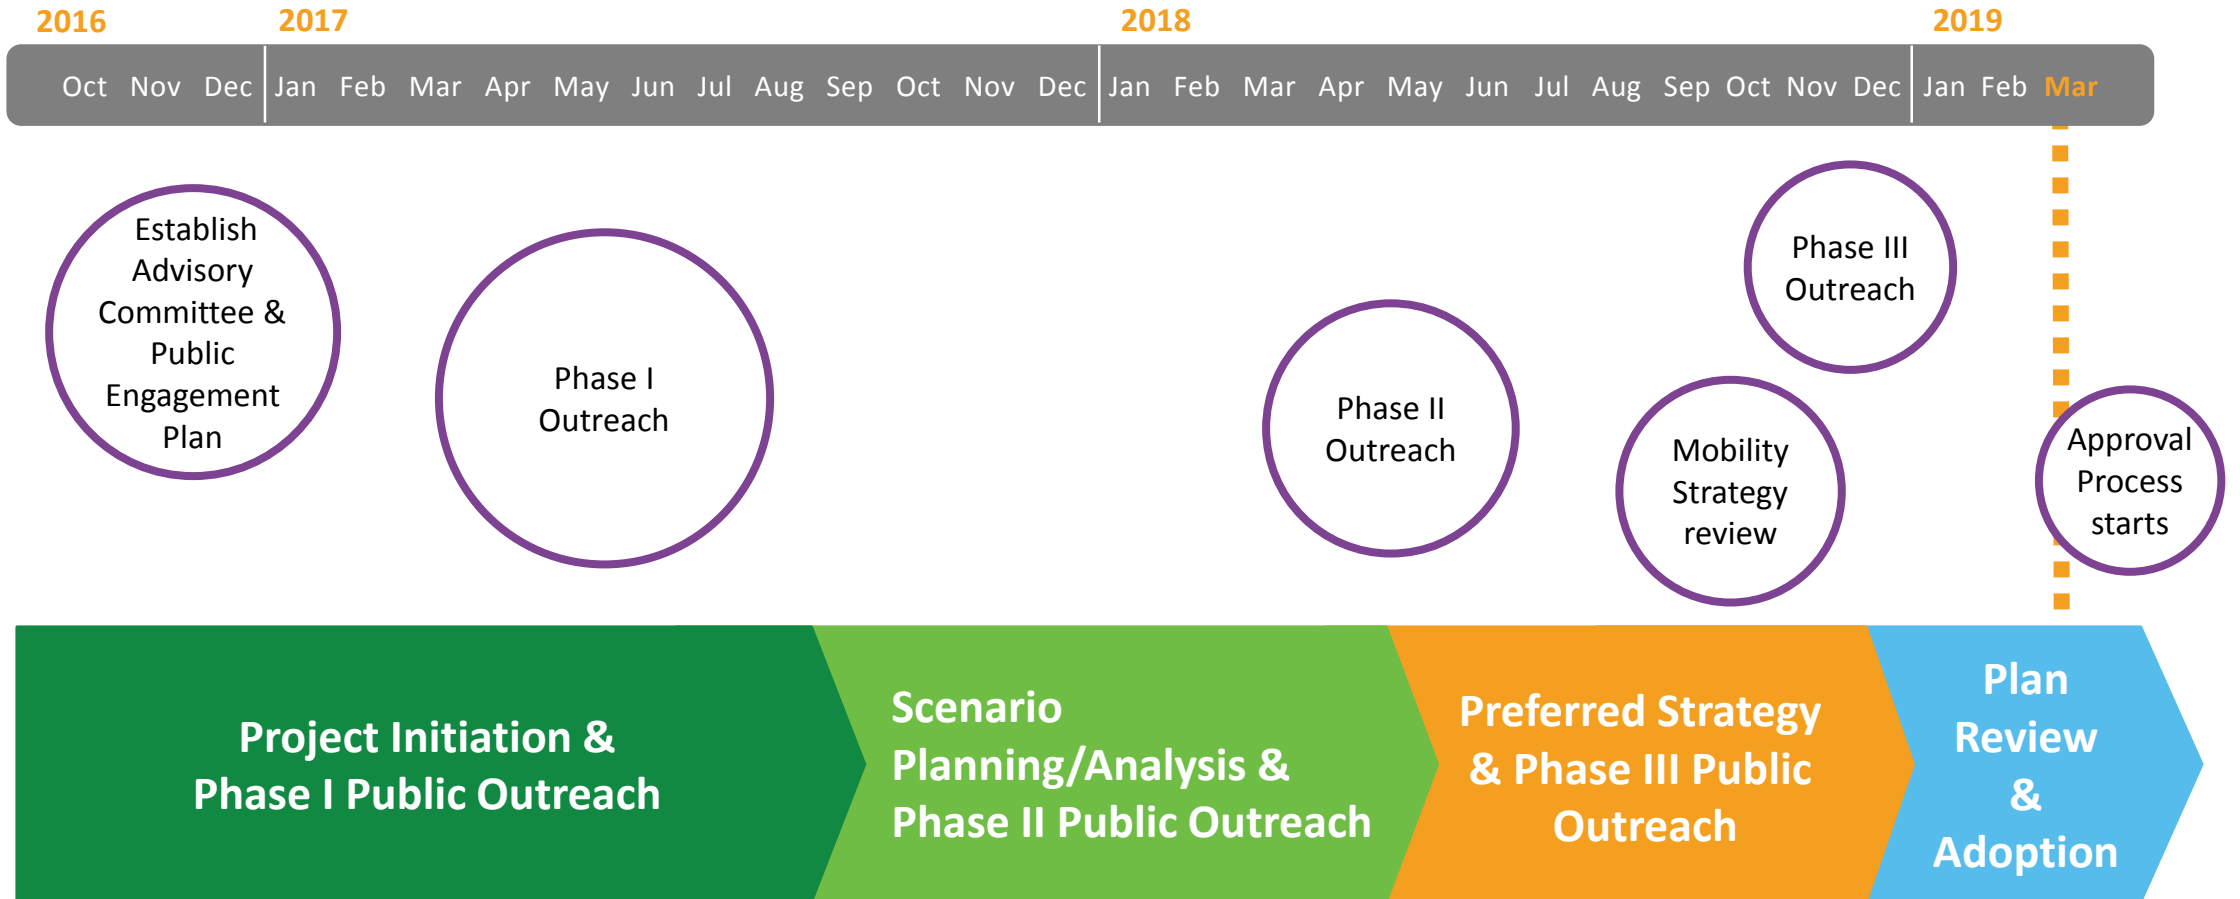 2016 2017 2018 2019
Oct Nov Dec Jan Feb Mar Apr May Jun Jul Aug Sep Oct Nov Dec Jan Feb Mar Apr May Jun Jul Aug Sep Oct Nov Dec Jan Feb Mar
Establish
Advisory
Committee &
Public
Engagement
Plan
Phase I
Outreach
Phase II
Outreach
Mobility
Strategy
review
Phase III
Outreach
Approval
Process
starts
Project Initiation &
Phase I Public Outreach
Scenario
Planning/Analysis &
Phase II Public Outreach
Preferred Strategy
& Phase III Public
Outreach
Plan
Review
&
Adoption